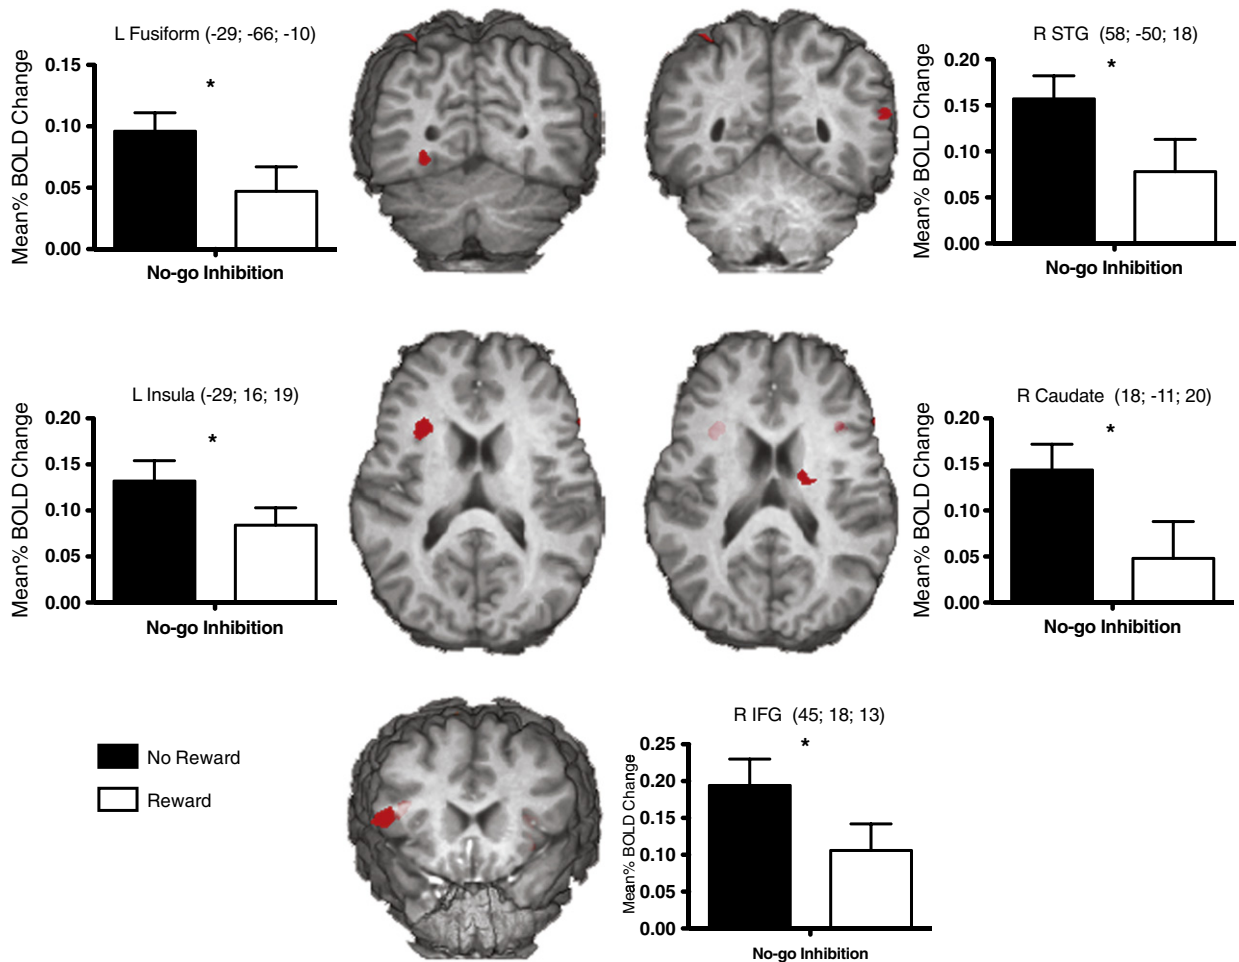 L Fusiform (-29; -66; -10)
Mean% BOLD Change
0.15
0.10
0.05
0.00
*
No-go Inhibition
R STG (58; -50; 18)
Mean% BOLD Change
0.20
0.15
0.10
0.05
0.00
*
No-go Inhibition
L Insula (-29; 16; 19)
Mean% BOLD Change
0.20
0.15
0.10
0.05
0.00
*
No-go Inhibition
R Caudate (18; -11; 20)
Mean% BOLD Change
0.20
0.15
0.10
0.05
0.00
*
No-go Inhibition
No Reward
Reward
R IFG (45; 18; 13)
Mean% BOLD Change
0.25
0.20
0.15
0.10
0.05
0.00
*
No-go Inhibition